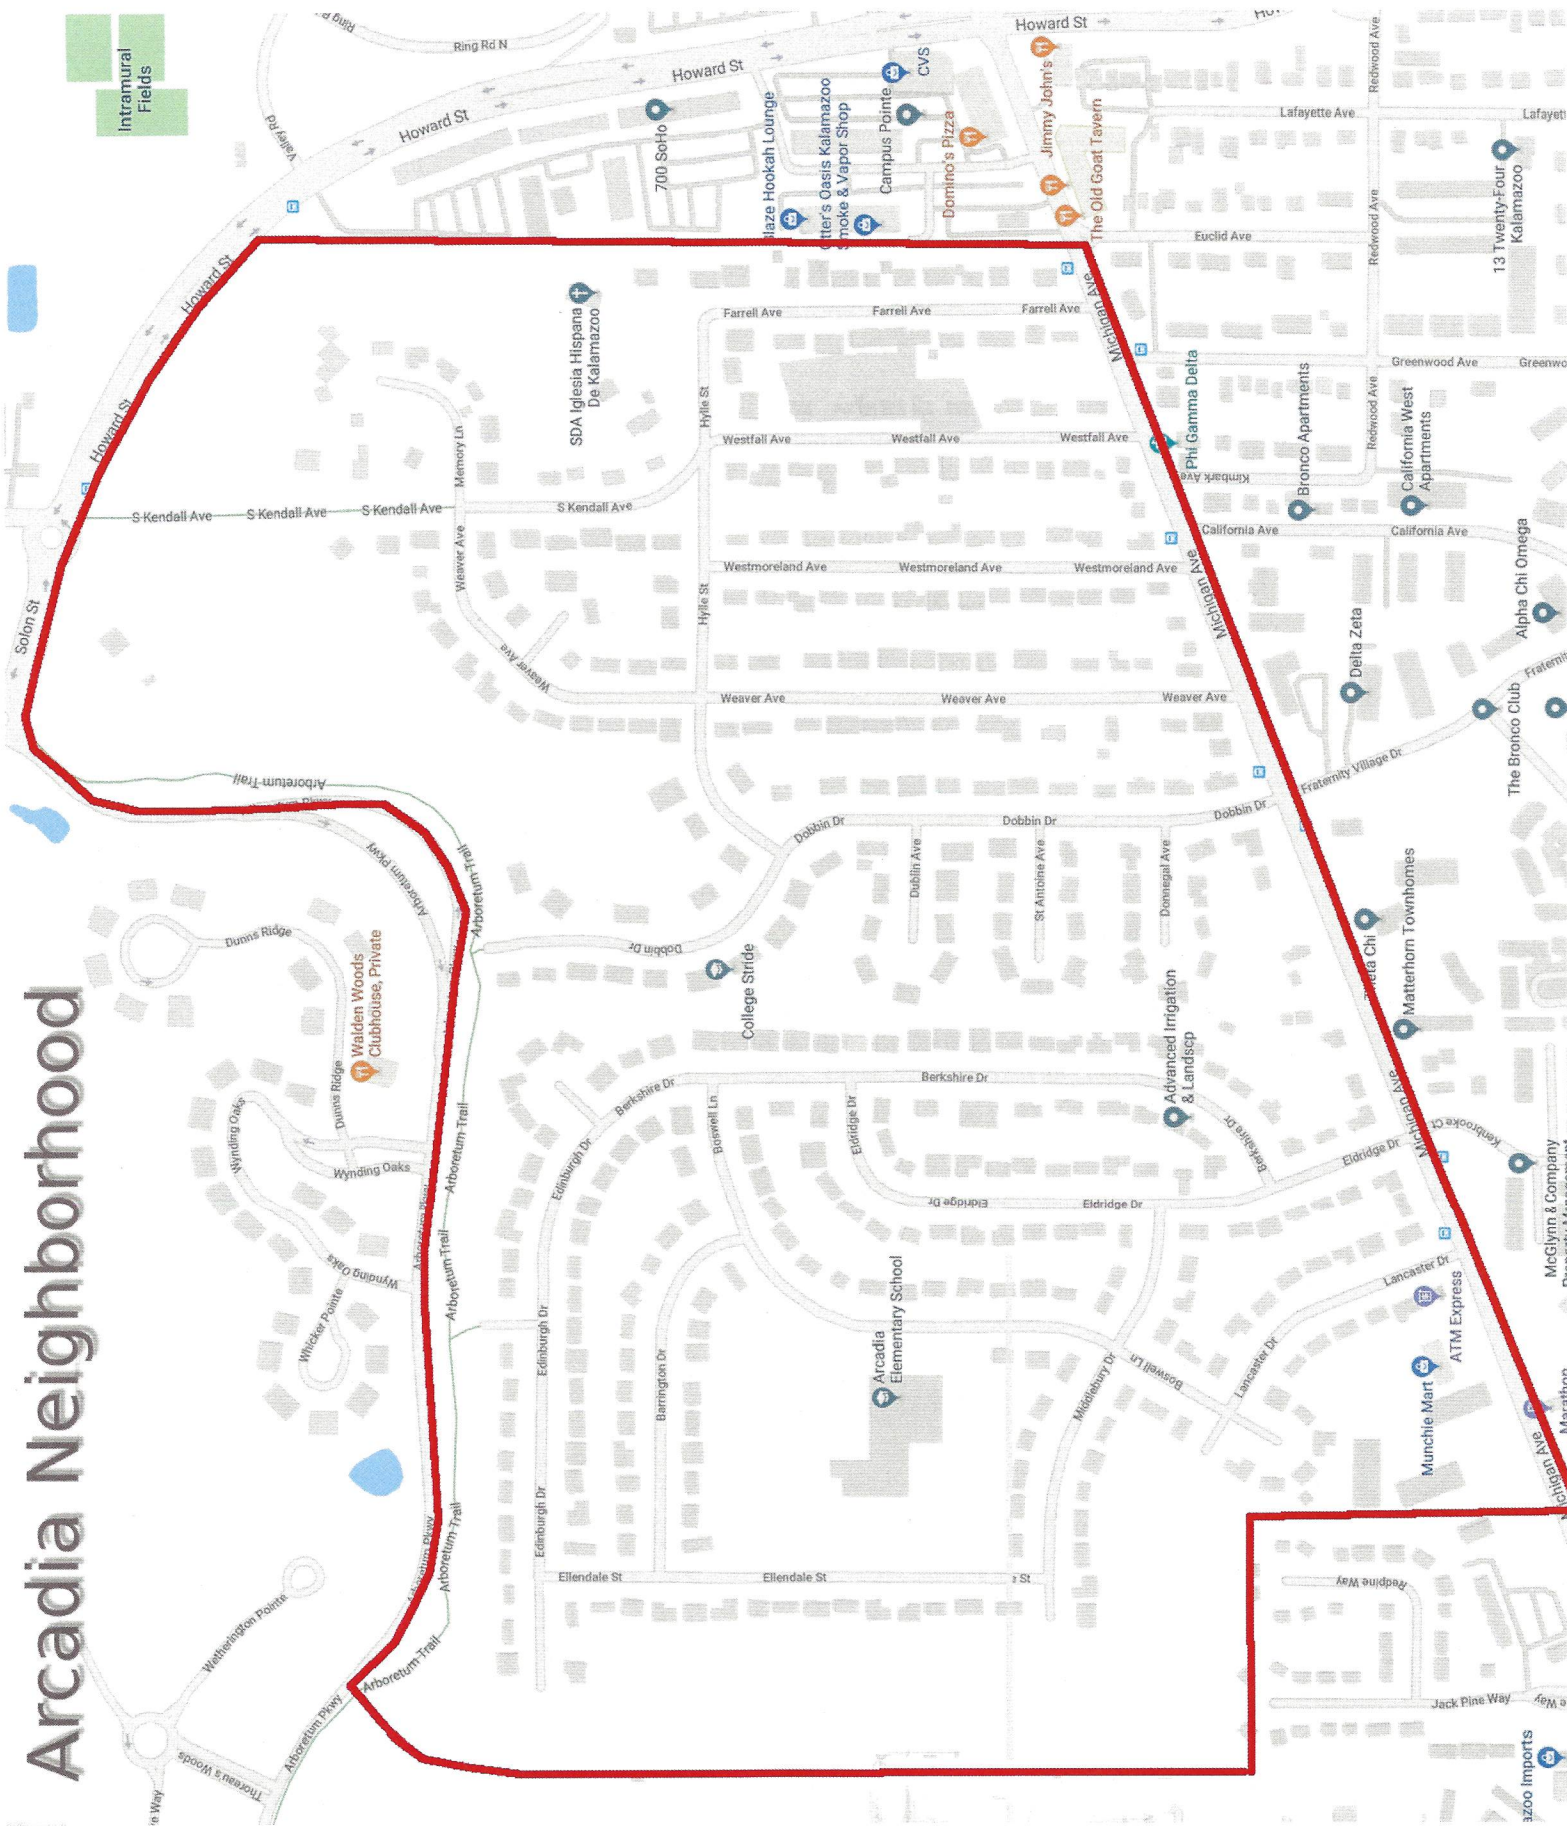 Arcadia Neighborhood
Intramural
Fields
Ring Rd N
Howard St
Howard St
Howard St
Valley Rd
700 SoHo
CVS
Campus Pointe
Otter's Oasis Kalamazoo
Smoke & Vapor Shop
Domino's Pizza
Jimmy John's
The Old Goat Tavern
Redwood Ave
Lafayette Ave
13 Twenty-Four
Kalamazoo
Euclid Ave
Redwood Ave
Redwood Ave
Howard St
Howard St
SDA Iglesia Hispana
De Kalamazoo
Farrell Ave
Farrell Ave
Farrell Ave
Michigan Ave
Greenwood Ave
Phi Gamma Delta
Bronco Apartments
California West
Apartments
Redwood Ave
Hylle St
Westfall Ave
Westfall Ave
Westfall Ave
Kimbark Ave
Memory Ln
S Kendall Ave
S Kendall Ave
S Kendall Ave
S Kendall Ave
California Ave
California Ave
Weaver Ave
Westmoreland Ave
Westmoreland Ave
Westmoreland Ave
Hylle St
Solon St
Michigan Ave
Alpha Chi Omega
Delta Zeta
Weaver Ave
Weaver Ave
Weaver Ave
Weaver Ave
The Bronco Club
Fraternity Village Dr
Arboretum Trail
Arboretum Pkwy
Arboretum Trail
Dobbin Dr
Dobbin Dr
Dobbin Dr
Dobbin Dr
Dublin Ave
St Antoine Ave
Donnegal Ave
Dunns Ridge
Walden Woods
Clubhouse, Private
College Stride
Matterhorn Townhomes
Advanced Irrigation
& Landscp
Dunns Ridge
Wynding Oaks
Wynding Oaks
Wynding Oaks
Whicker Pointe
Arboretum Trail
Arboretum Trail
Berkshire Dr
Berkshire Dr
Berkshire Dr
Boswell Ln
Eldridge Dr
Eldridge Dr
Eldridge Dr
Eldridge Dr
Edinburgh Dr
Edinburgh Dr
Edinburgh Dr
Michigan Ave
Kenbrooke Ct
McGlynn & Company
Lancaster Dr
Lancaster Dr
ATM Express
Munchie Mart
Arcadia
Elementary School
Barrington Dr
Middlebury Dr
Boswell Ln
Marathon
Michigan Ave
Ellendale St
Ellendale St
Arboretum Pkwy
Arboretum Trail
Arboretum Trail
Arboretum Pkwy
Wetherington Pointe
Thoreau's Woods
Redpine Way
Jack Pine Way